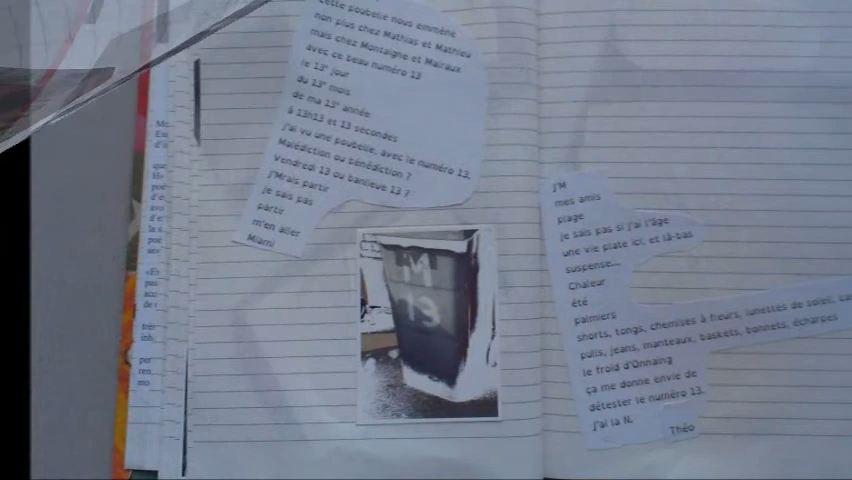 cette poubelle nous emmène
non plus chez Mathias et Mathieu
mais chez Montaigne et Malraux
avec ce beau numéro 13
le 13° jour
du 13° mois
de ma 13° année
à 13h13 et 13 secondes
j'ai vu une poubelle, avec le numéro 13.
Malédiction ou bénédiction ?
Vendredi 13 ou banlieue 13 ?
j'Mrais partir
je sais pas
partir
m'en aller
Miami
M
13
j'M
mes amis
plage
je sais pas si j'ai l'âge
une vie plate ici, et là-bas
suspense...
Chaleur
été
palmiers
shorts, tongs, chemises à fleurs, lunettes de soleil,
pulls, jeans, manteaux, baskets, bonnets, écharpes
le froid d'Onnaing
ça me donne envie de
détester le numéro 13.
j'ai la N.
Théo